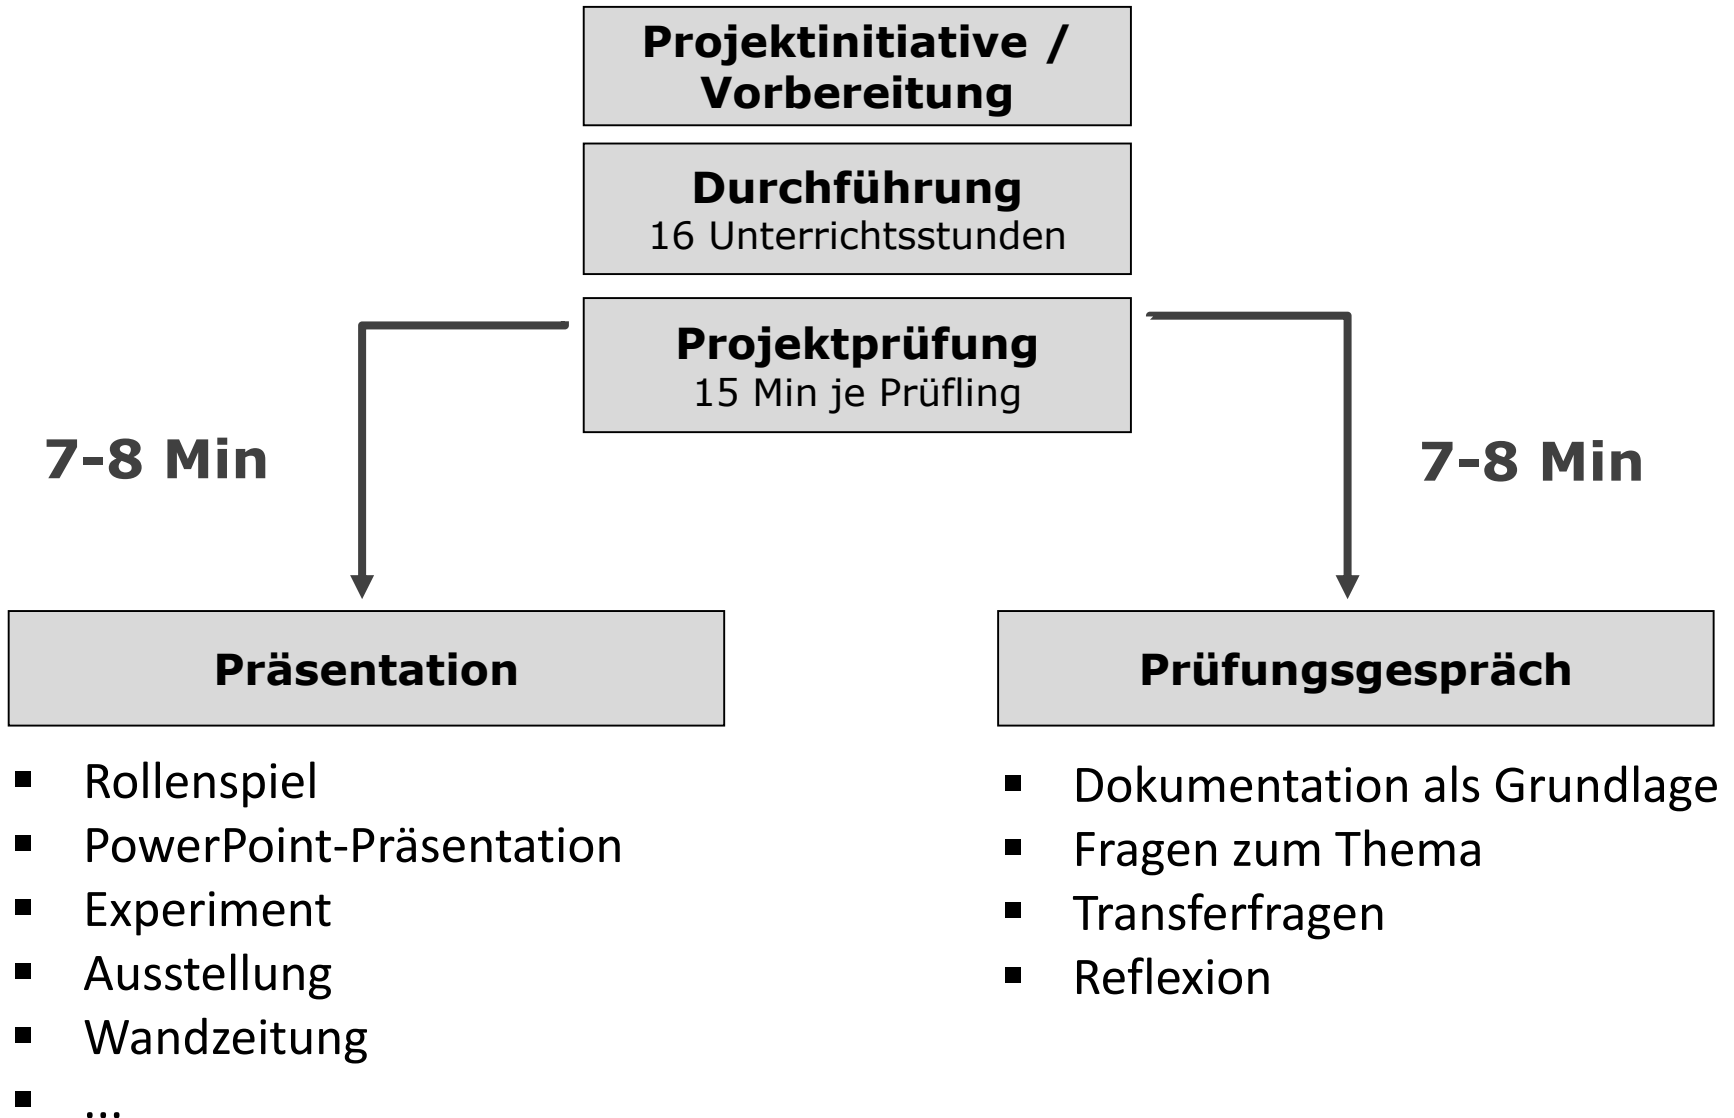 Projektinitiative /
Vorbereitung
Durchführung
16 Unterrichtsstunden
Projektprüfung
15 Min je Prüfling
7-8 Min
7-8 Min
Präsentation
▪ Rollenspiel
▪ PowerPoint-Präsentation
▪ Experiment
▪ Ausstellung
▪ Wandzeitung
▪ ...
Prüfungsgespräch
▪ Dokumentation als Grundlage
▪ Fragen zum Thema
▪ Transferfragen
▪ Reflexion